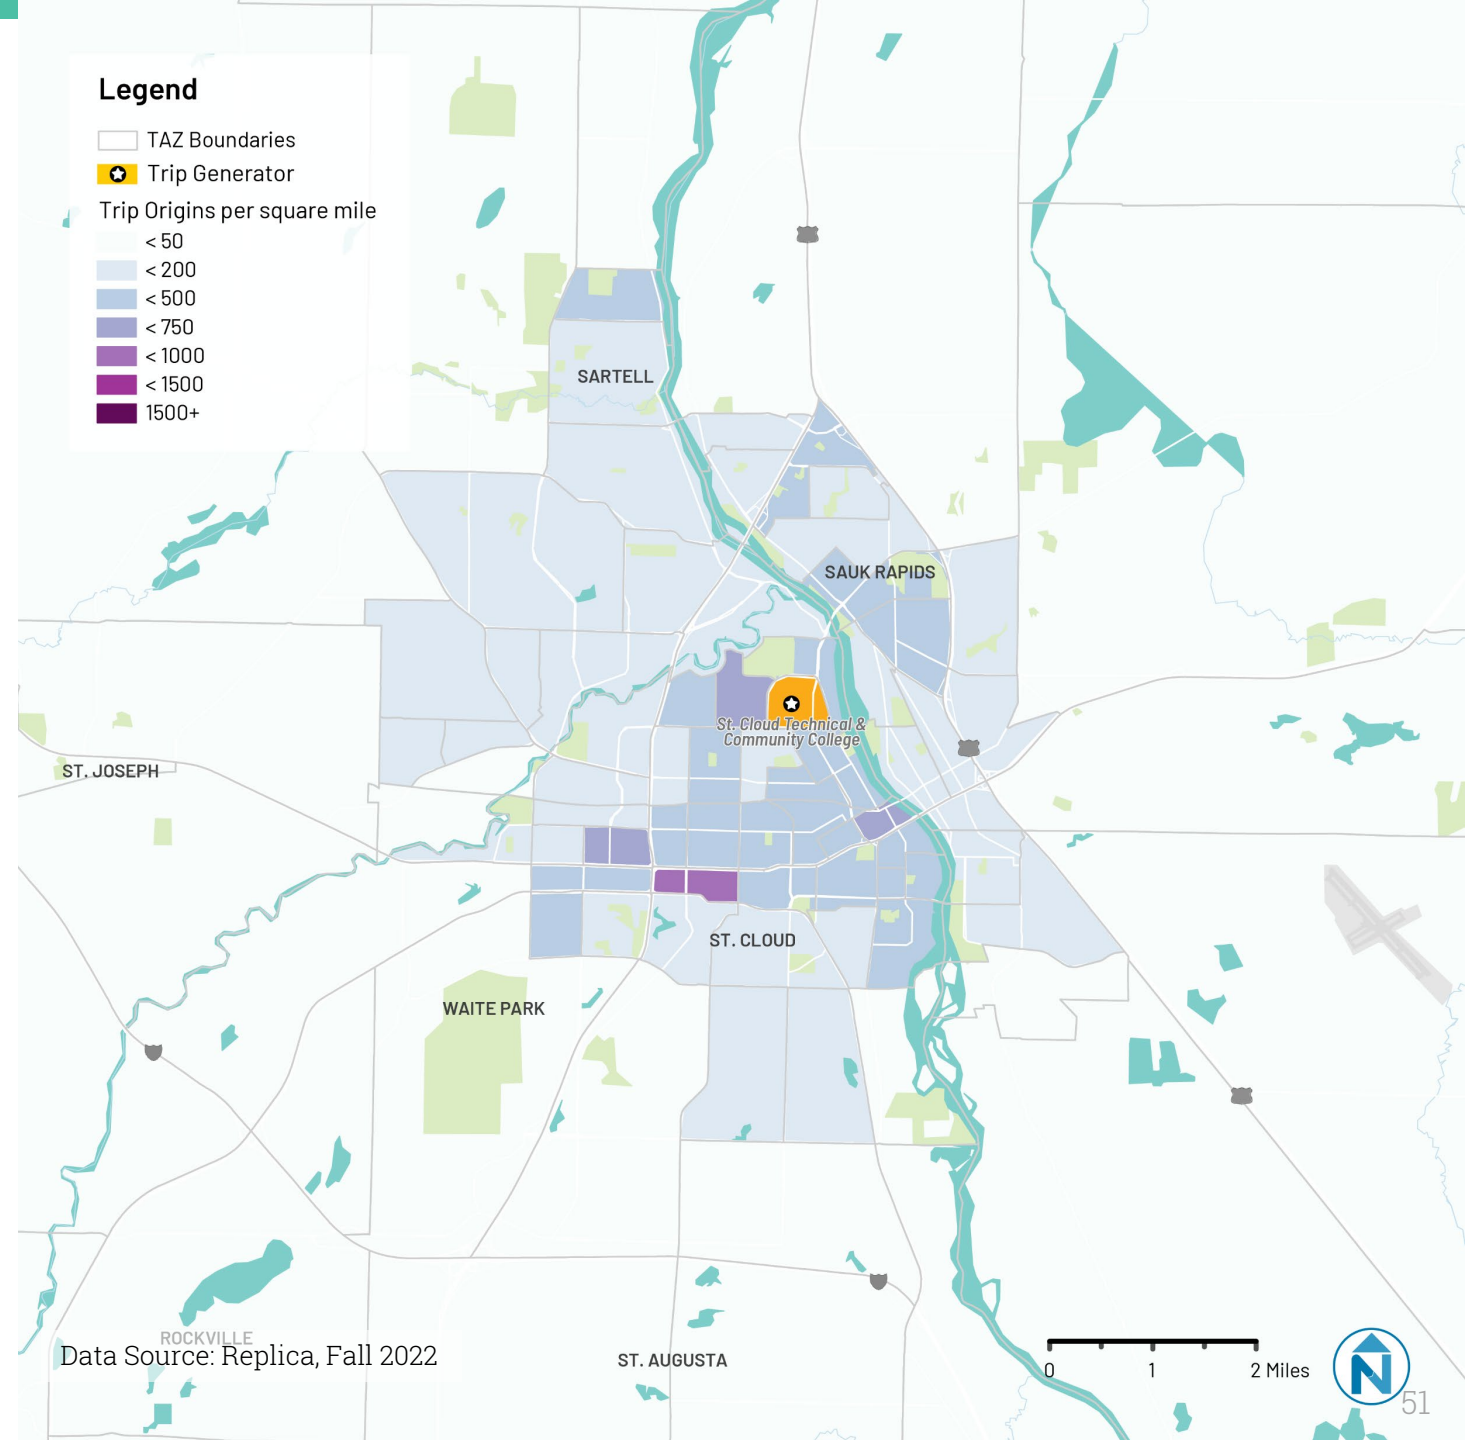 Legend
TAZ Boundaries
Trip Generator
Trip Origins per square mile
< 50
< 200
< 500
< 750
< 1000
< 1500
1500+
SARTELL
SAUK RAPIDS
St. Cloud Technical &
Community College
ST. JOSEPH
ST. CLOUD
WAITE PARK
ROCKVILLE
Data Source: Replica, Fall 2022
ST. AUGUSTA
0 1 2 Miles
N
51